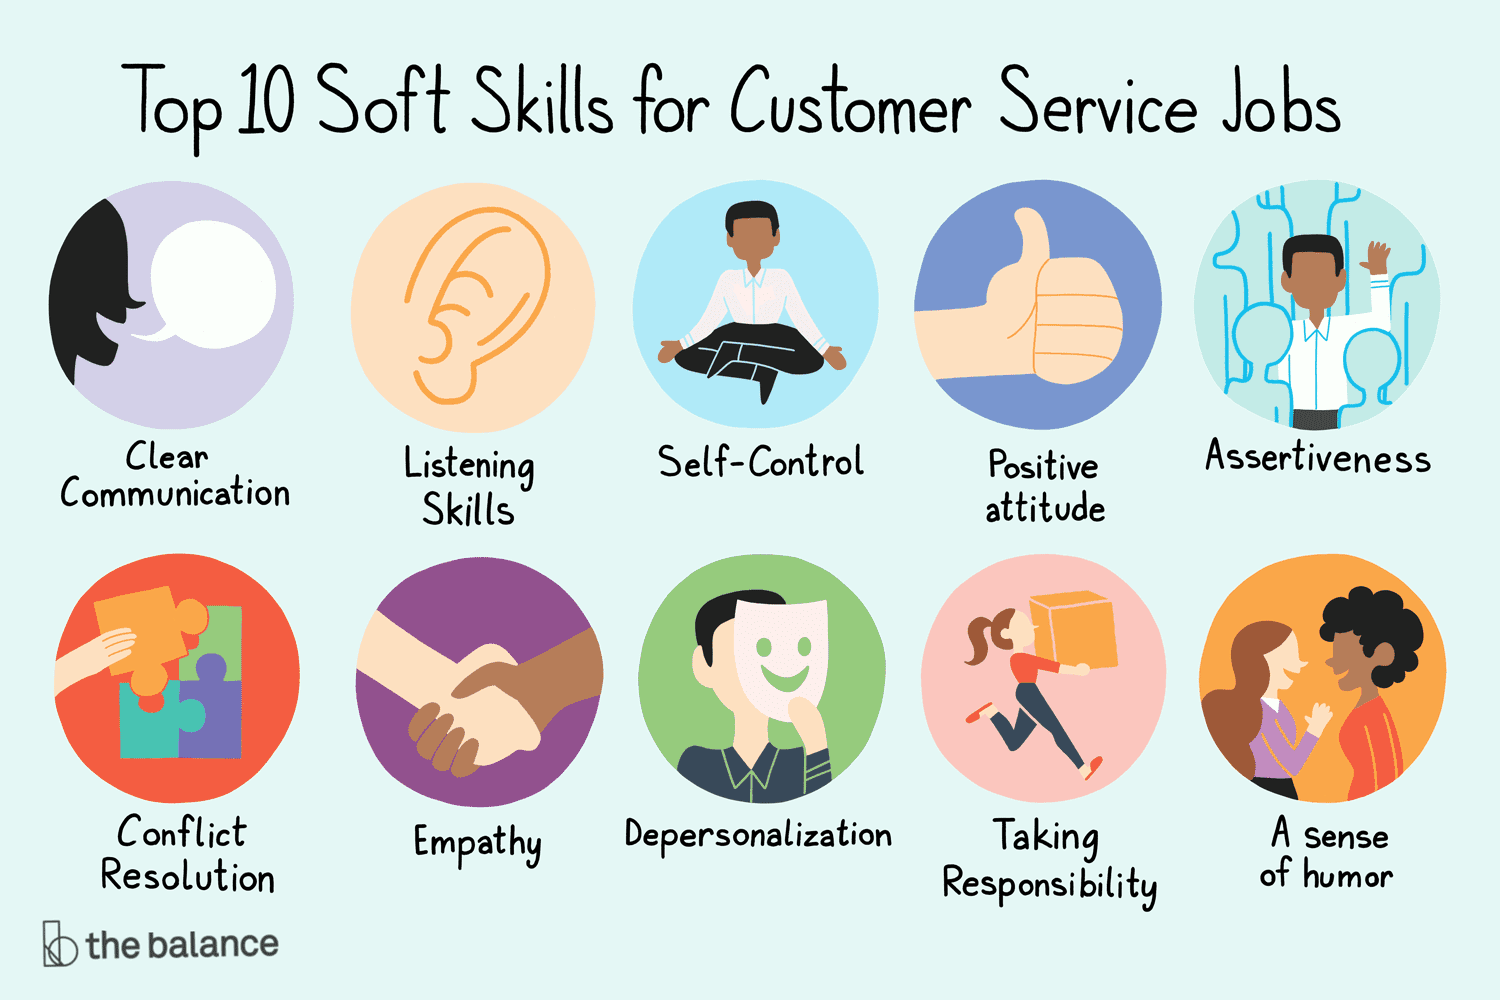 Top 10 Soft Skills for Customer Service Jobs
Clear
Communication
Listening
Skills
Self-Control
Positive
attitude
Assertiveness
Conflict
Resolution
Empathy
Depersonalization
Taking
Responsibility
A sense
of humor
the balance